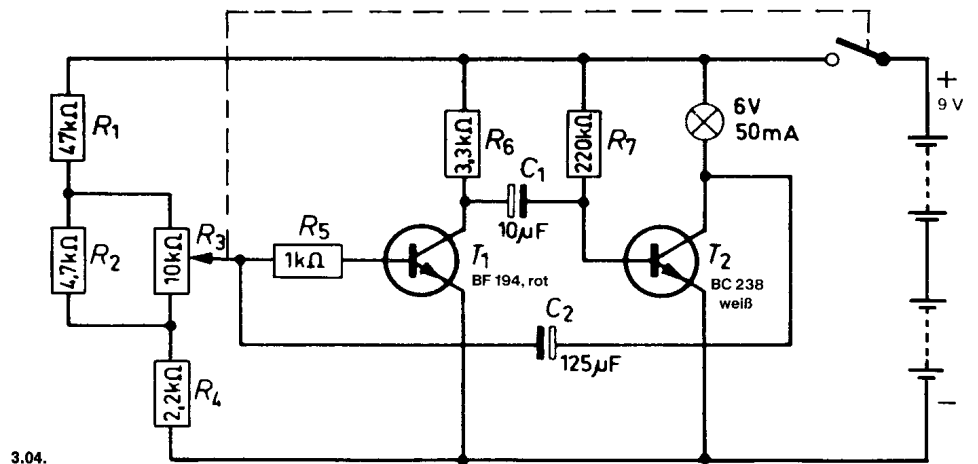 47kΩ
R1
4,7kΩ
R2
10kΩ
R3
2,2kΩ
R4
R5
1kΩ
3,3kΩ
R6
C1
10µF
220kΩ
R7
6V
50mA
T1
BF 194, rot
T2
BC 238
weiß
C2
125µF
+
9 V
−
3.04.